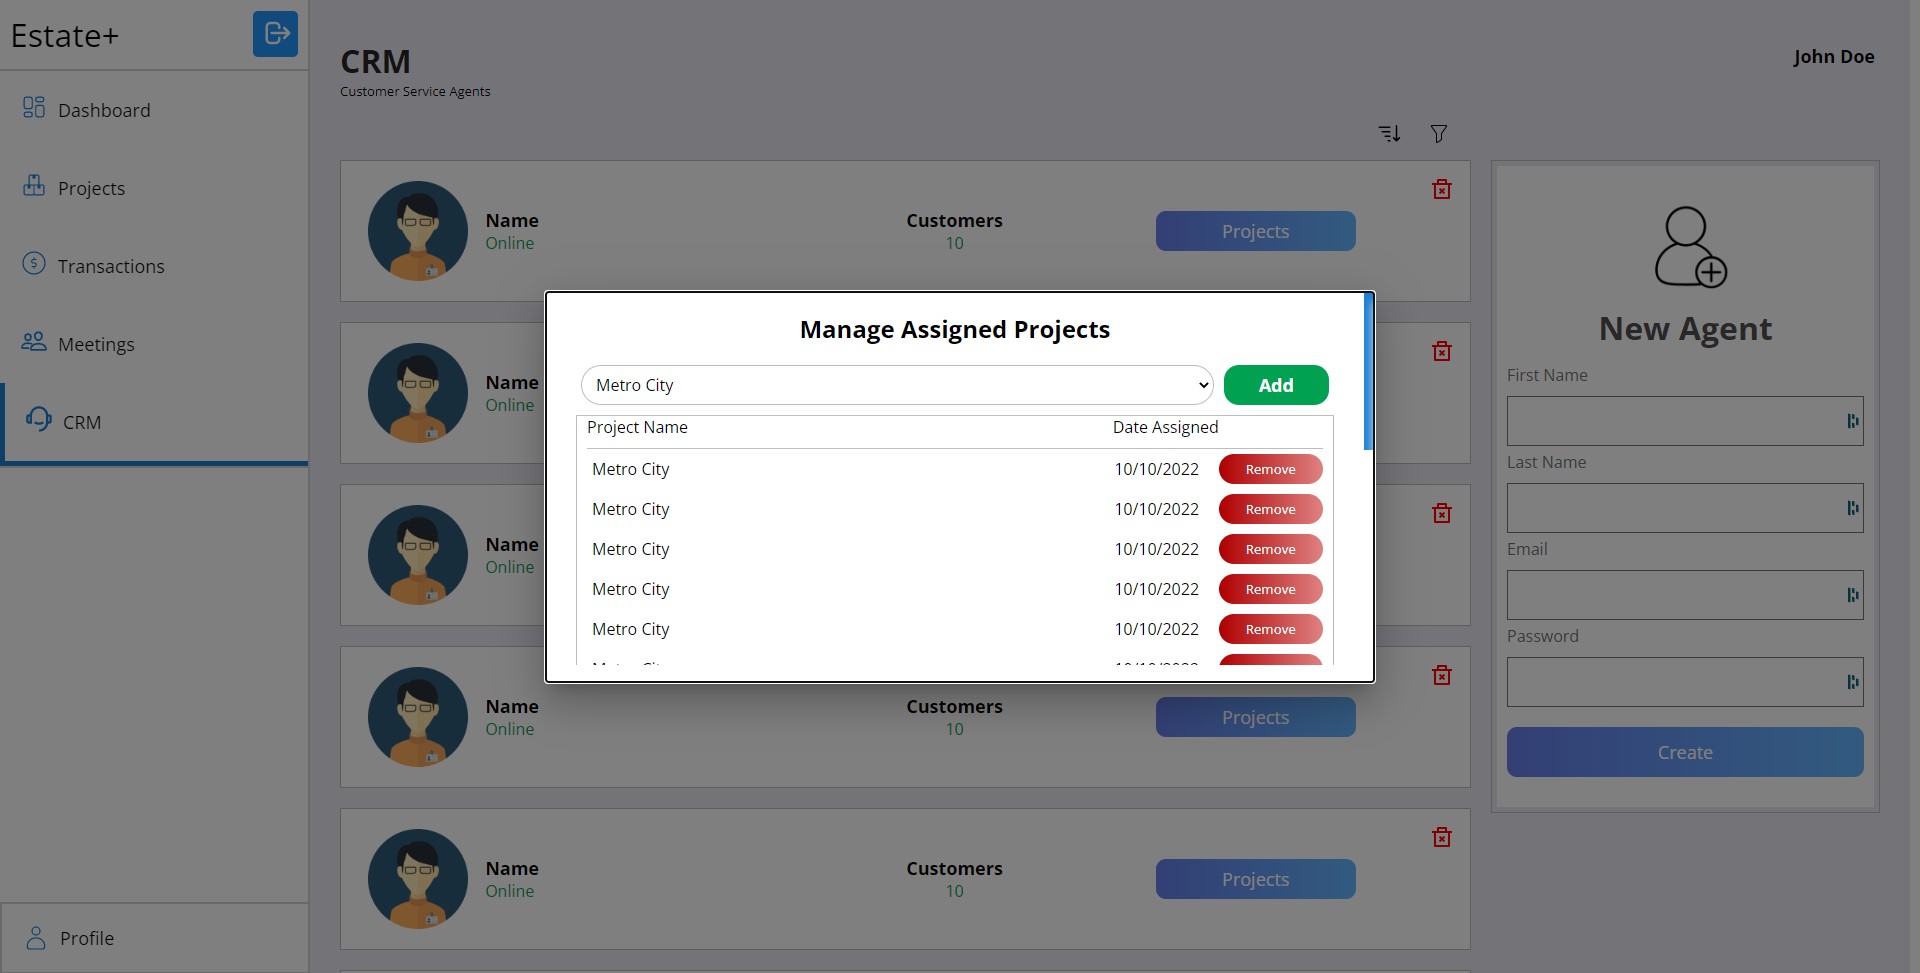 Estate+
Dashboard
Projects
Transactions
Meetings
CRM
Profile
CRM
Customer Service Agents
John Doe
Name
Online
Customers
10
Projects
Name
Online
Name
Online
Name
Online
Customers
10
Projects
Name
Online
Customers
10
Projects
Manage Assigned Projects
Metro City
Add
Project Name Date Assigned
Metro City 10/10/2022 Remove
Metro City 10/10/2022 Remove
Metro City 10/10/2022 Remove
Metro City 10/10/2022 Remove
Metro City 10/10/2022 Remove
New Agent
First Name
Last Name
Email
Password
Create